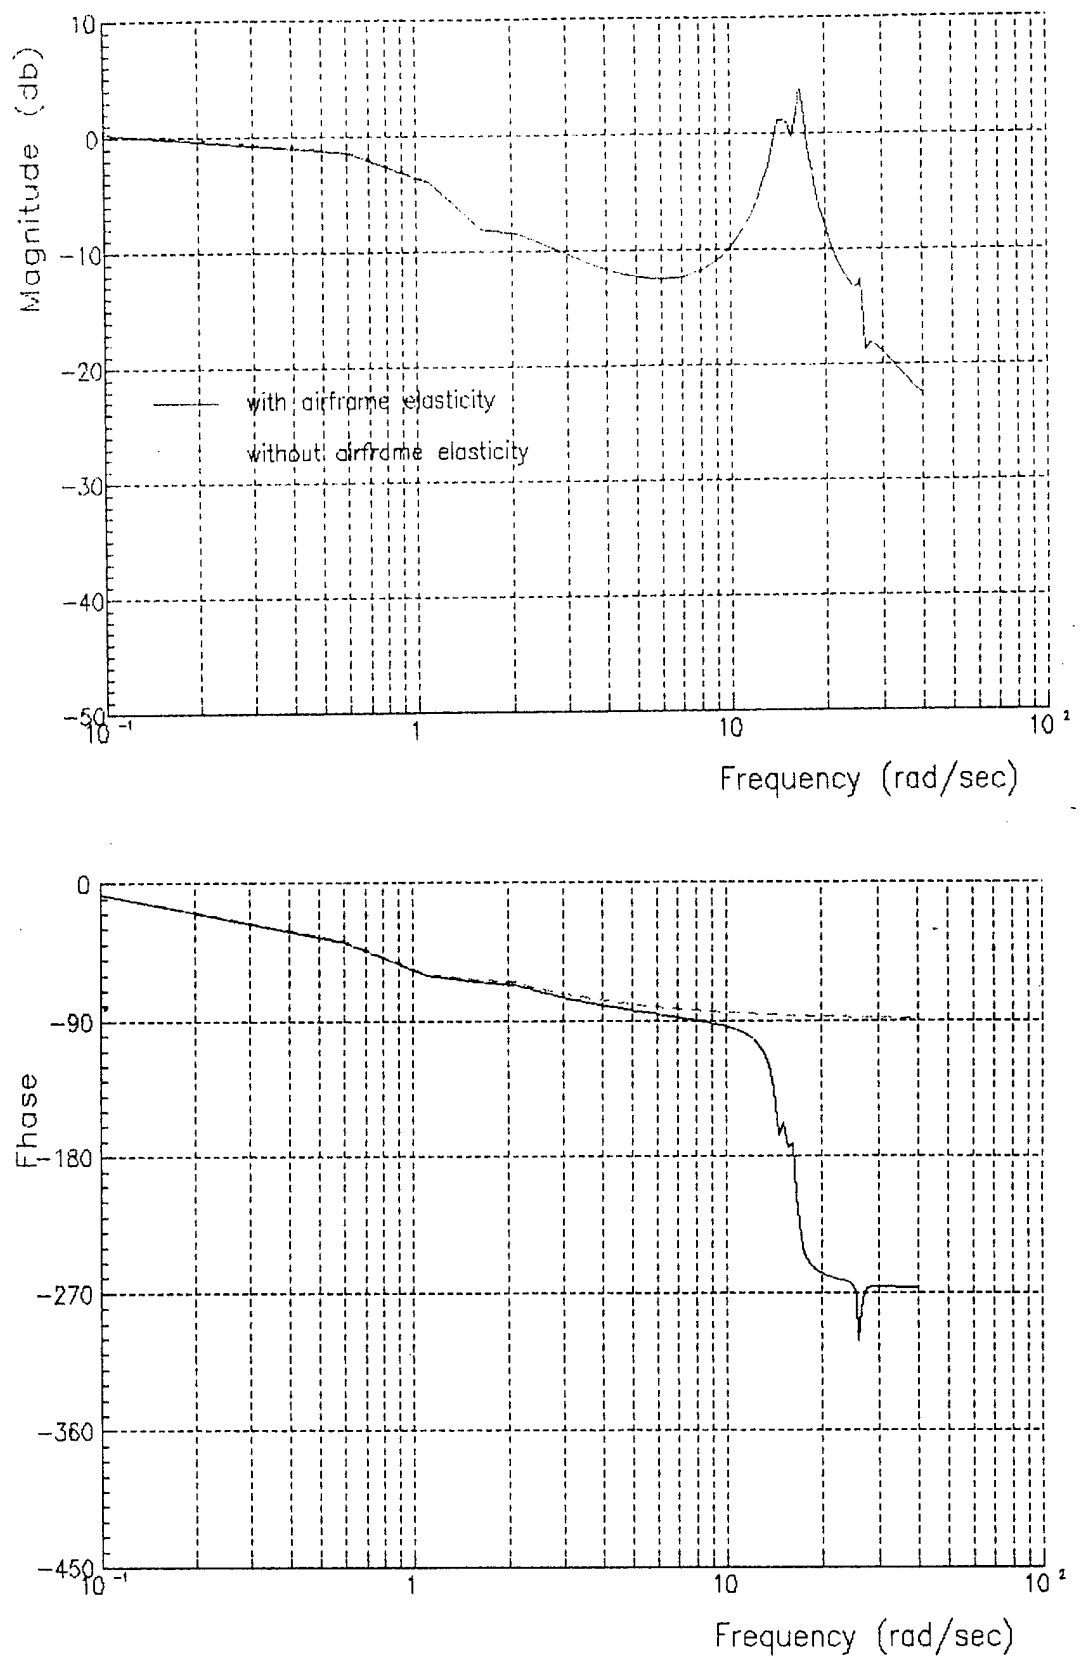 Magnitude (db)
10
0
-10
-20
-30
-40
-50
with airframe elasticity
without airframe elasticity
10⁻¹ 1 10 10²
Frequency (rad/sec)
Phase
0
-90
-180
-270
-360
-450
10⁻¹ 1 10 10²
Frequency (rad/sec)